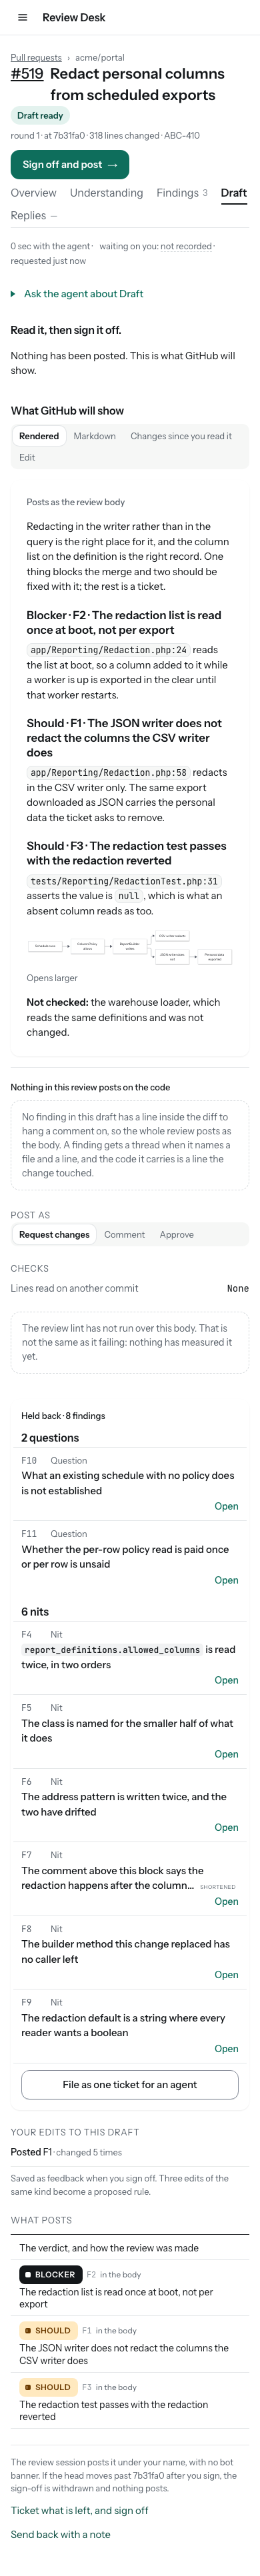 Review Desk
Pull requests › acme/portal
#519 Redact personal columns
from scheduled exports
Draft ready
round 1 · at 7b31fa0 · 318 lines changed · ABC-410
Sign off and post →
Overview Understanding Findings 3 Draft
Replies —
0 sec with the agent · waiting on you: not recorded ·
requested just now
Ask the agent about Draft
Read it, then sign it off.
Nothing has been posted. This is what GitHub will
show.
What GitHub will show
Rendered Markdown Changes since you read it
Edit
Posts as the review body
Redacting in the writer rather than in the
query is the right place for it, and the column
list on the definition is the right record. One
thing blocks the merge and two should be
fixed with it; the rest is a ticket.
Blocker · F2 · The redaction list is read
once at boot, not per export
app/Reporting/Redaction.php:24 reads
the list at boot, so a column added to it while
a worker is up is exported in the clear until
that worker restarts.
Should · F1 · The JSON writer does not
redact the columns the CSV writer
does
app/Reporting/Redaction.php:58 redacts
in the CSV writer only. The same export
downloaded as JSON carries the personal
data the ticket asks to remove.
Should · F3 · The redaction test passes
with the redaction reverted
tests/Reporting/RedactionTest.php:31
asserts the value is null, which is what an
absent column reads as too.
Opens larger
Not checked: the warehouse loader, which
reads the same definitions and was not
changed.
Nothing in this review posts on the code
No finding in this draft has a line inside the diff to
hang a comment on, so the whole review posts as
the body. A finding gets a thread when it names a
file and a line, and the code it carries is a line the
change touched.
POST AS
Request changes Comment Approve
CHECKS
Lines read on another commit None
The review lint has not run over this body. That is
not the same as it failing: nothing has measured it
yet.
Held back · 8 findings
2 questions
F10 Question
What an existing schedule with no policy does
is not established
Open
F11 Question
Whether the per-row policy read is paid once
or per row is unsaid
Open
6 nits
F4 Nit
report_definitions.allowed_columns is read
twice, in two orders
Open
F5 Nit
The class is named for the smaller half of what
it does
Open
F6 Nit
The address pattern is written twice, and the
two have drifted
Open
F7 Nit
The comment above this block says the
redaction happens after the column… SHORTENED
Open
F8 Nit
The builder method this change replaced has
no caller left
Open
F9 Nit
The redaction default is a string where every
reader wants a boolean
Open
File as one ticket for an agent
YOUR EDITS TO THIS DRAFT
Posted F1 · changed 5 times
Saved as feedback when you sign off. Three edits of the
same kind become a proposed rule.
WHAT POSTS
The verdict, and how the review was made
BLOCKER F2 in the body
The redaction list is read once at boot, not per
export
SHOULD F1 in the body
The JSON writer does not redact the columns the
CSV writer does
SHOULD F3 in the body
The redaction test passes with the redaction
reverted
The review session posts it under your name, with no bot
banner. If the head moves past 7b31fa0 after you sign, the
sign-off is withdrawn and nothing posts.
Ticket what is left, and sign off
Send back with a note